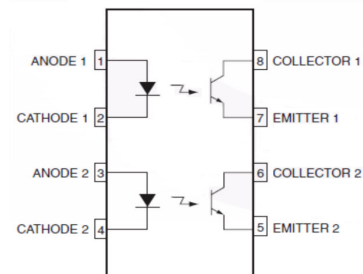 ANODE 1 1 8 COLLECTOR 1
CATHODE 1 2 7 EMITTER 1
ANODE 2 3 6 COLLECTOR 2
CATHODE 2 4 5 EMITTER 2